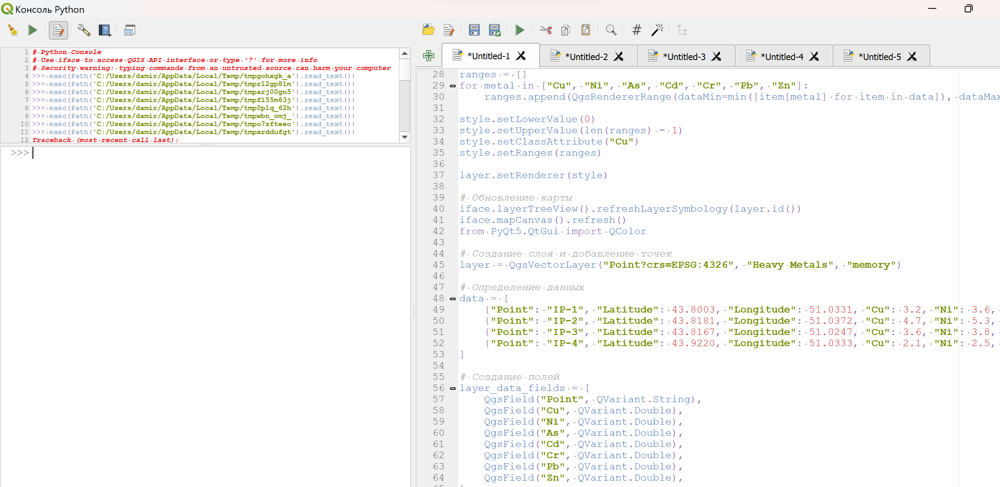 Консоль Python
1 # Python Console
2 # Use iface to access QGIS API interface or type '?' for more info
3 # Security warning: typing commands from an untrusted source can harm your computer
4 >>> exec(Path('C:/Users/damir/AppData/Local/Temp/tmpgohxgk_a').read_text())
5 >>> exec(Path('C:/Users/damir/AppData/Local/Temp/tmpr12gp81m').read_text())
6 >>> exec(Path('C:/Users/damir/AppData/Local/Temp/tmparj00gn5').read_text())
7 >>> exec(Path('C:/Users/damir/AppData/Local/Temp/tmpfl55m63j').read_text())
8 >>> exec(Path('C:/Users/damir/AppData/Local/Temp/tmp0p1q_62h').read_text())
9 >>> exec(Path('C:/Users/damir/AppData/Local/Temp/tmpwbn_omj_').read_text())
10 >>> exec(Path('C:/Users/damir/AppData/Local/Temp/tmpo7zfteeo').read_text())
11 >>> exec(Path('C:/Users/damir/AppData/Local/Temp/tmpxrddufgt').read_text())
12 Traceback (most recent call last):
>>>
*Untitled-1 *Untitled-2 *Untitled-3 *Untitled-4 *Untitled-5
28 ranges = []
29 for metal in ["Cu", "Ni", "As", "Cd", "Cr", "Pb", "Zn"]:
30     ranges.append(QgsRendererRange(dataMin=min([item[metal] for item in data]), dataMax
31
32 style.setLowerValue(0)
33 style.setUpperValue(len(ranges) - 1)
34 style.setClassAttribute("Cu")
35 style.setRanges(ranges)
36
37 layer.setRenderer(style)
38
39 # Обновление карты
40 iface.layerTreeView().refreshLayerSymbology(layer.id())
41 iface.mapCanvas().refresh()
42 from PyQt5.QtGui import QColor
43
44 # Создание слоя и добавление точек
45 layer = QgsVectorLayer("Point?crs=EPSG:4326", "Heavy Metals", "memory")
46
47 # Определение данных
48 data = [
49     {"Point": "IP-1", "Latitude": 43.8003, "Longitude": 51.0331, "Cu": 3.2, "Ni": 3.6,
50     {"Point": "IP-2", "Latitude": 43.8181, "Longitude": 51.0372, "Cu": 4.7, "Ni": 5.3,
51     {"Point": "IP-3", "Latitude": 43.8167, "Longitude": 51.0247, "Cu": 3.6, "Ni": 3.8,
52     {"Point": "IP-4", "Latitude": 43.9220, "Longitude": 51.0333, "Cu": 2.1, "Ni": 2.5,
53 ]
54
55 # Создание полей
56 layer_data_fields = [
57     QgsField("Point", QVariant.String),
58     QgsField("Cu", QVariant.Double),
59     QgsField("Ni", QVariant.Double),
60     QgsField("As", QVariant.Double),
61     QgsField("Cd", QVariant.Double),
62     QgsField("Cr", QVariant.Double),
63     QgsField("Pb", QVariant.Double),
64     QgsField("Zn", QVariant.Double),